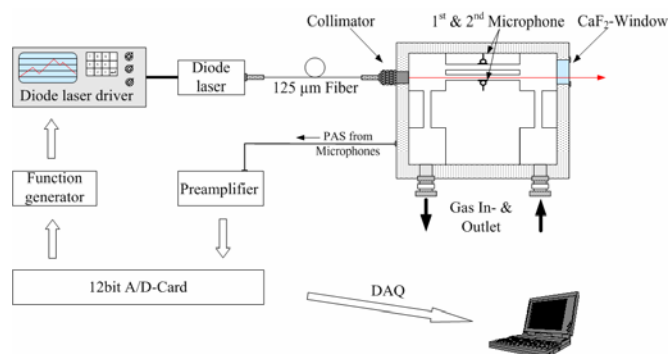 Collimator
1st & 2nd Microphone
CaF2-Window
Diode laser driver
Diode
laser
125 µm Fiber
PAS from
Microphones
Function
generator
Preamplifier
Gas In- &
Outlet
12bit A/D-Card
DAQ